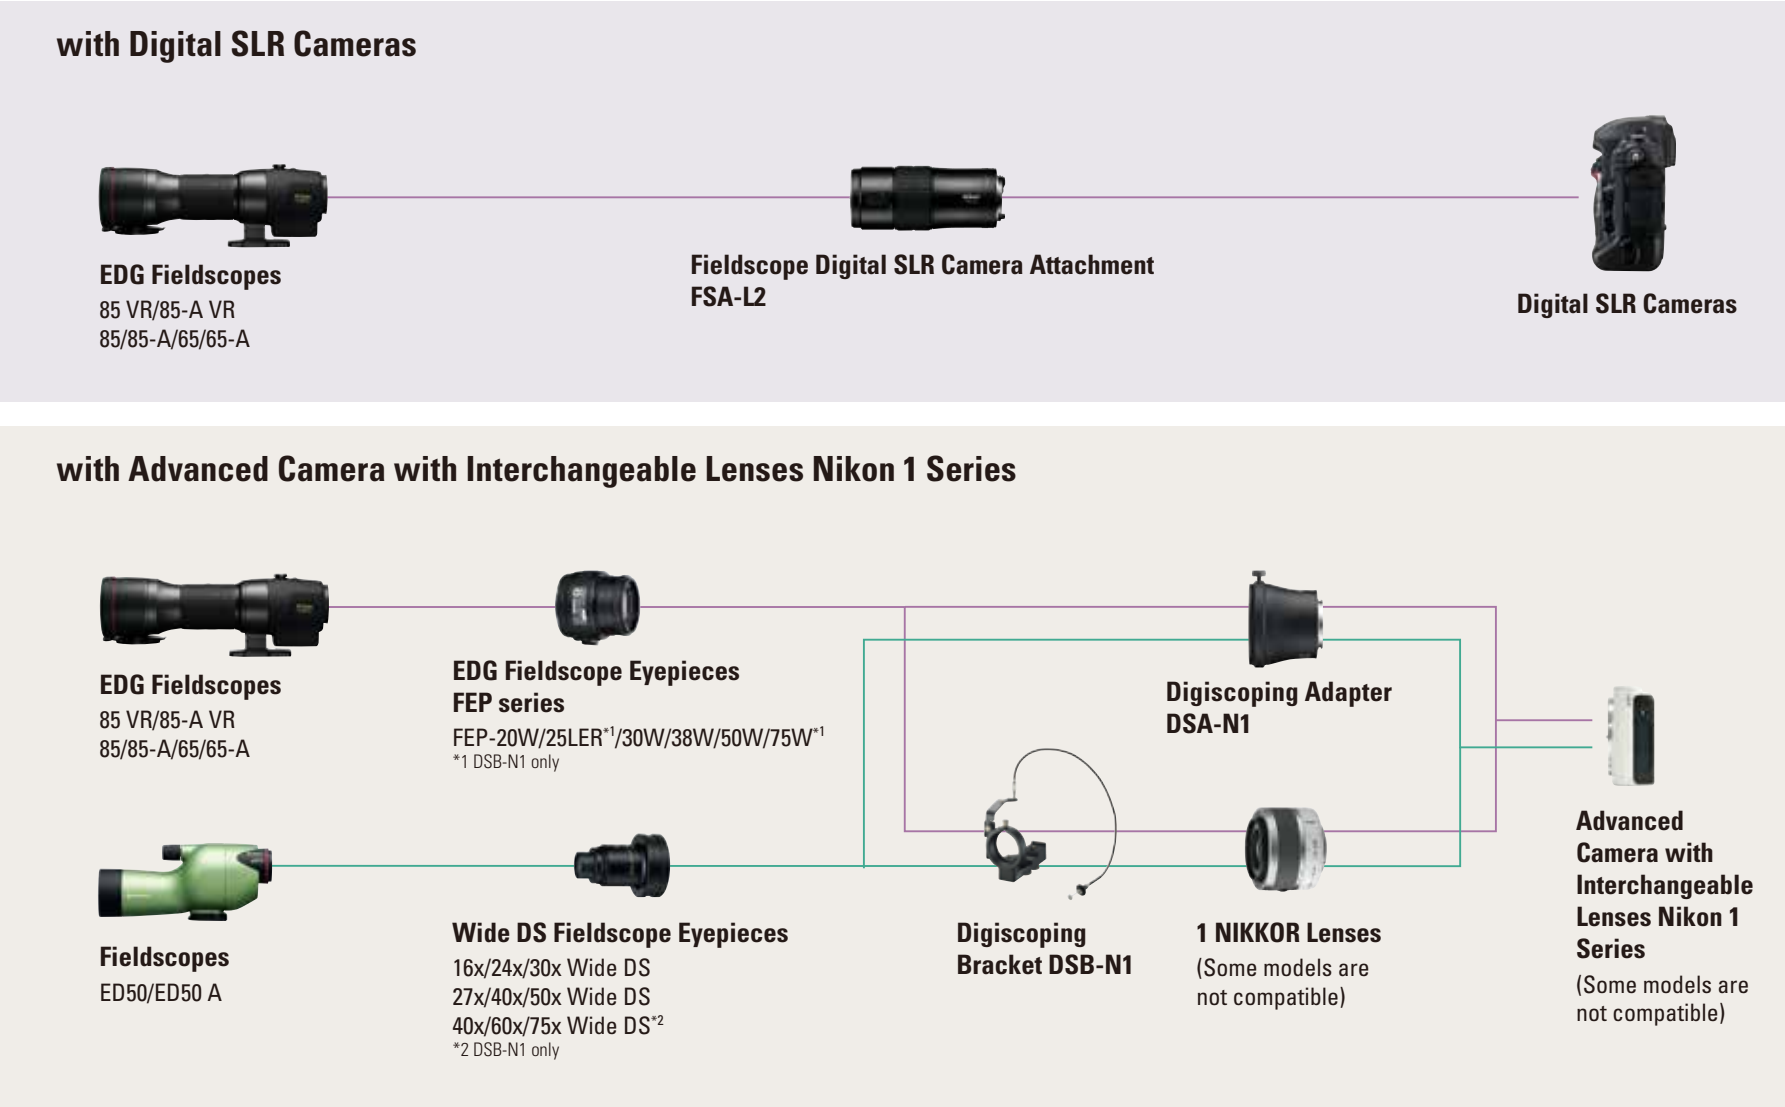 with Digital SLR Cameras
EDG Fieldscopes
85 VR/85-A VR
85/85-A/65/65-A
Fieldscope Digital SLR Camera Attachment
FSA-L2
Digital SLR Cameras
with Advanced Camera with Interchangeable Lenses Nikon 1 Series
EDG Fieldscopes
85 VR/85-A VR
85/85-A/65/65-A
EDG Fieldscope Eyepieces
FEP series
FEP-20W/25LER*1/30W/38W/50W/75W*1
*1 DSB-N1 only
Digiscoping Adapter
DSA-N1
Fieldscopes
ED50/ED50 A
Wide DS Fieldscope Eyepieces
16x/24x/30x Wide DS
27x/40x/50x Wide DS
40x/60x/75x Wide DS*2
*2 DSB-N1 only
Digiscoping
Bracket DSB-N1
1 NIKKOR Lenses
(Some models are
not compatible)
Advanced
Camera with
Interchangeable
Lenses Nikon 1
Series
(Some models are
not compatible)